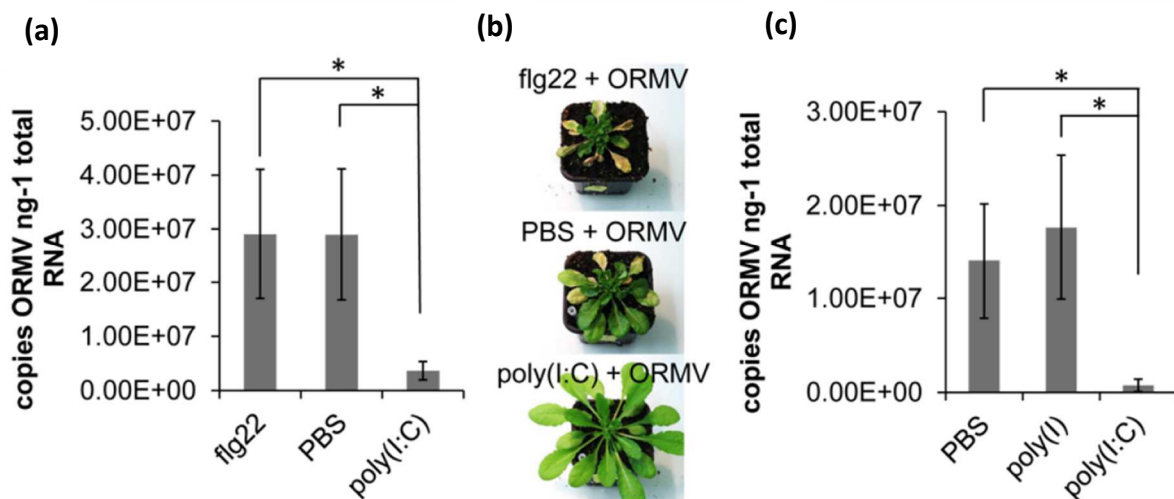 (a)
copies ORMV ng-1 total
RNA
5.00E+07
4.00E+07
3.00E+07
2.00E+07
1.00E+07
0.00E+00
*
*
flg22
PBS
poly(I:C)
(b)
flg22 + ORMV
PBS + ORMV
poly(I:C) + ORMV
(c)
copies ORMV ng-1 total
RNA
3.00E+07
2.00E+07
1.00E+07
0.00E+00
*
*
PBS
poly(I)
poly(I:C)